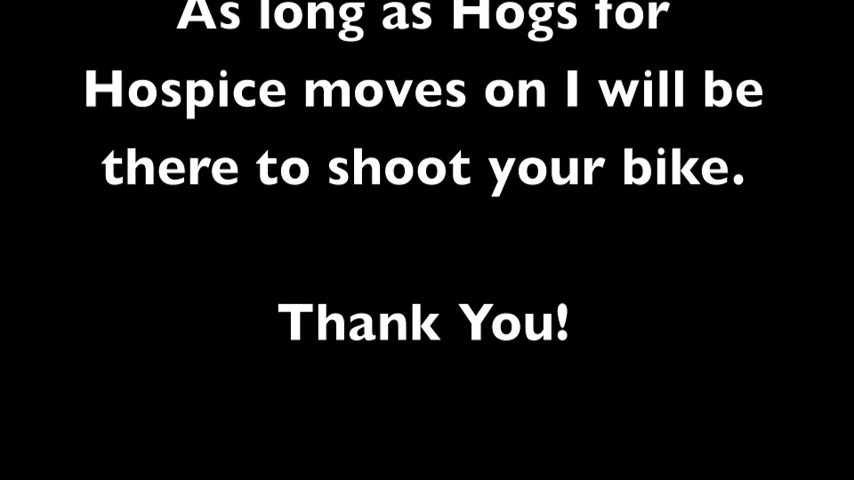 As long as Hogs for
Hospice moves on I will be
there to shoot your bike.
Thank You!